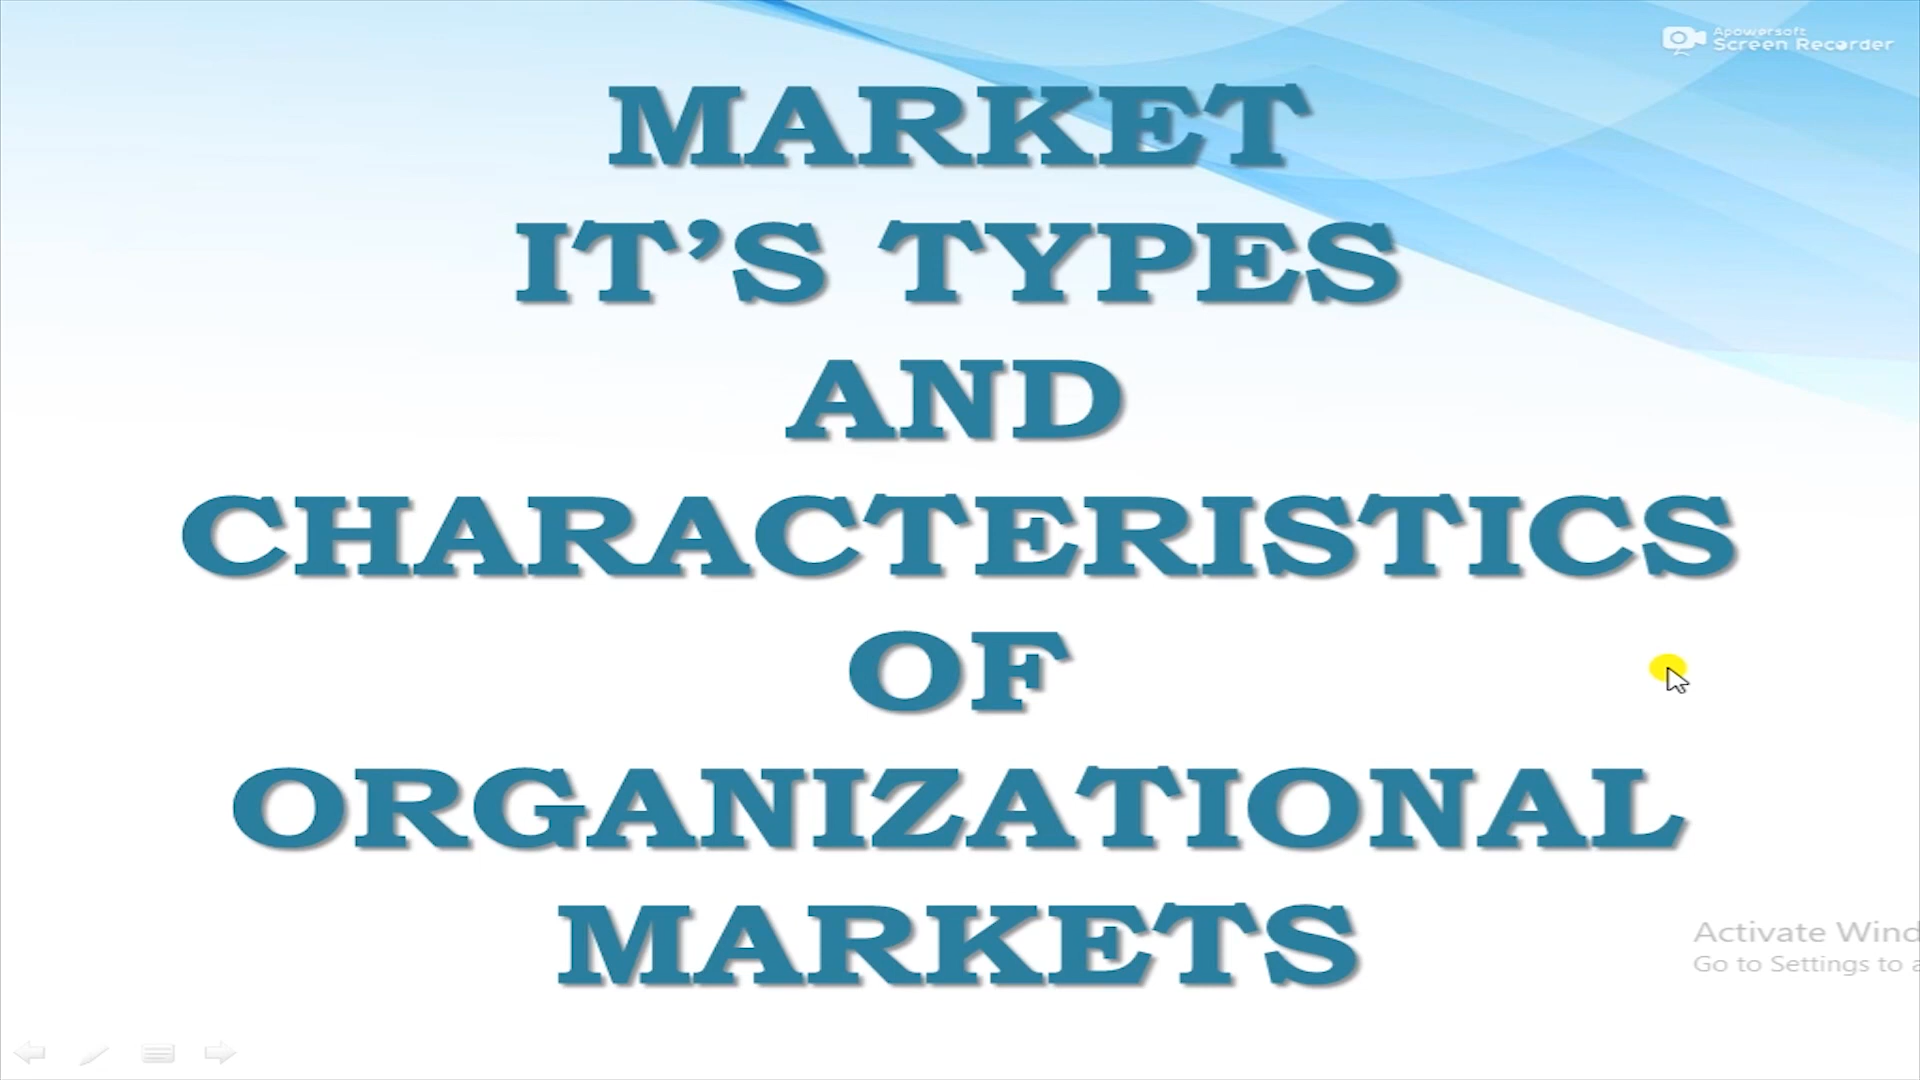 Apowersoft
Screen Recorder
MARKET
IT’S TYPES
AND
CHARACTERISTICS
OF
ORGANIZATIONAL
MARKETS
Activate Wind
Go to Settings to a